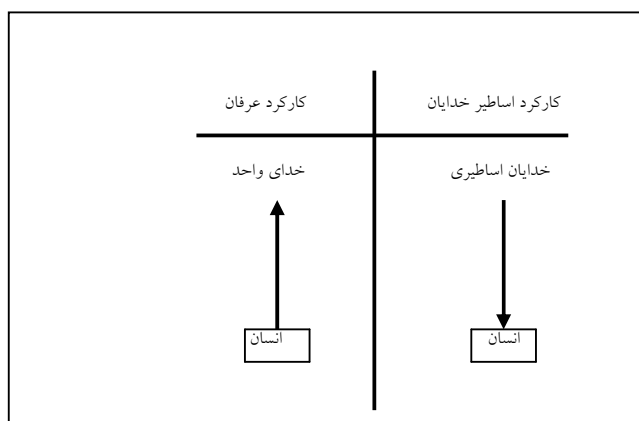 کارکرد اساطیر خدایان
کارکرد عرفان
خدایان اساطیری
خدای واحد
انسان
انسان